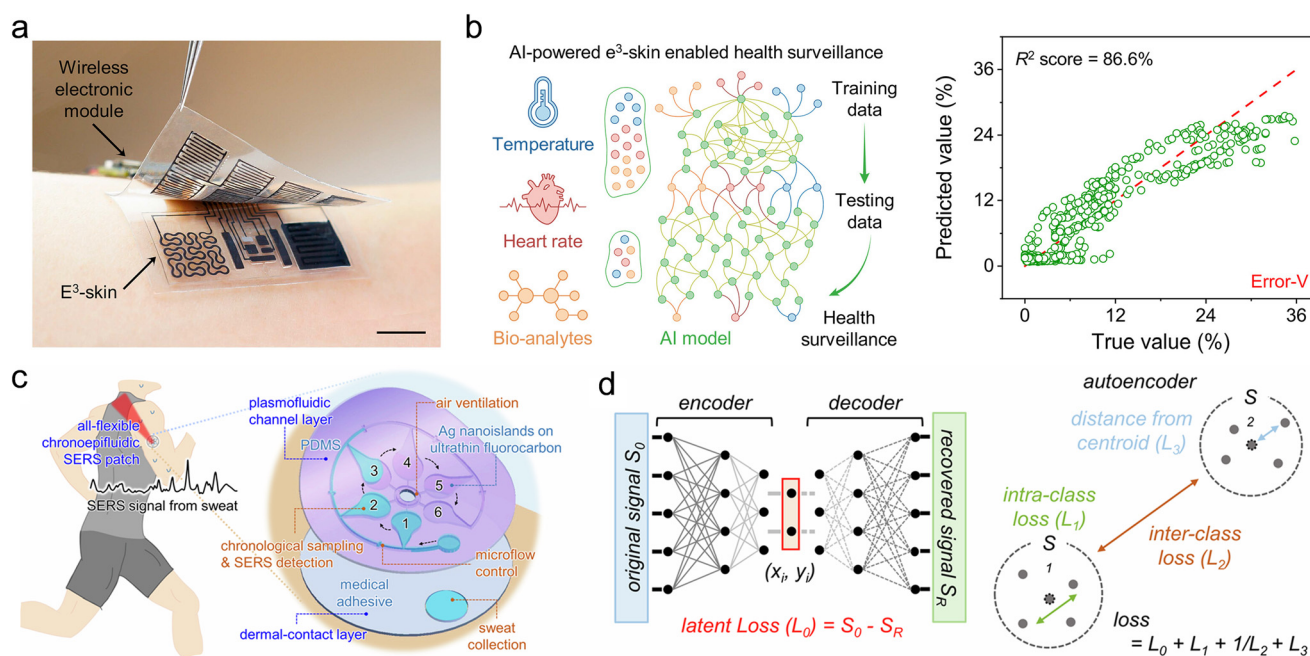 a
Wireless
electronic
module
E³-skin
b
AI-powered e³-skin enabled health surveillance
Temperature
Heart rate
Bio-analytes
AI model
Training
data
Testing
data
Health
surveillance
R² score = 86.6%
Predicted value (%)
36
24
12
0
0
12
24
36
Error-V
True value (%)
c
all-flexible
chronoepifluidic
SERS patch
SERS signal from sweat
plasmofluidic
channel layer
air ventilation
PDMS
Ag nanoislands on
ultrathin fluorocarbon
1
2
3
4
5
6
chronological sampling
& SERS detection
microflow
control
medical
adhesive
dermal-contact layer
sweat
collection
d
encoder
decoder
original signal S₀
recovered signal S_R
(xᵢ, yᵢ)
latent Loss (L₀) = S₀ - S_R
autoencoder
S
2
distance from
centroid (L₃)
intra-class
loss (L₁)
inter-class
loss (L₂)
S
1
loss
= L₀ + L₁ + 1/L₂ + L₃